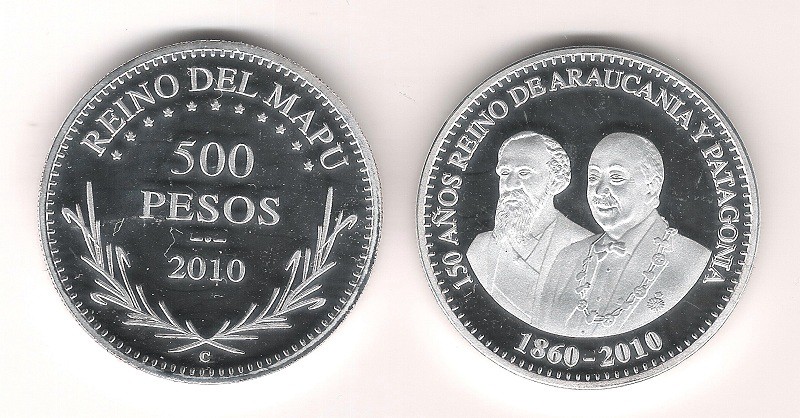 REINO DEL MAPU
500
PESOS
2010
C
150 AÑOS REINO DE ARAUCANIA Y PATAGONIA
1860-2010